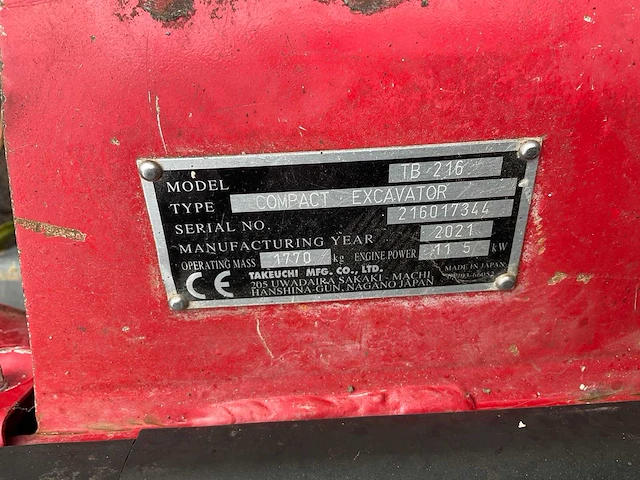 MODEL TB 216
TYPE COMPACT EXCAVATOR
SERIAL NO. 216017344
MANUFACTURING YEAR 2021
OPERATING MASS 1770 kg ENGINE POWER 11 5 kW
CE TAKEUCHI MFG. CO., LTD.
205 UWADAIRA SAKAKI-MACHI,
HANSHINA-GUN, NAGANO JAPAN
MADE IN JAPAN